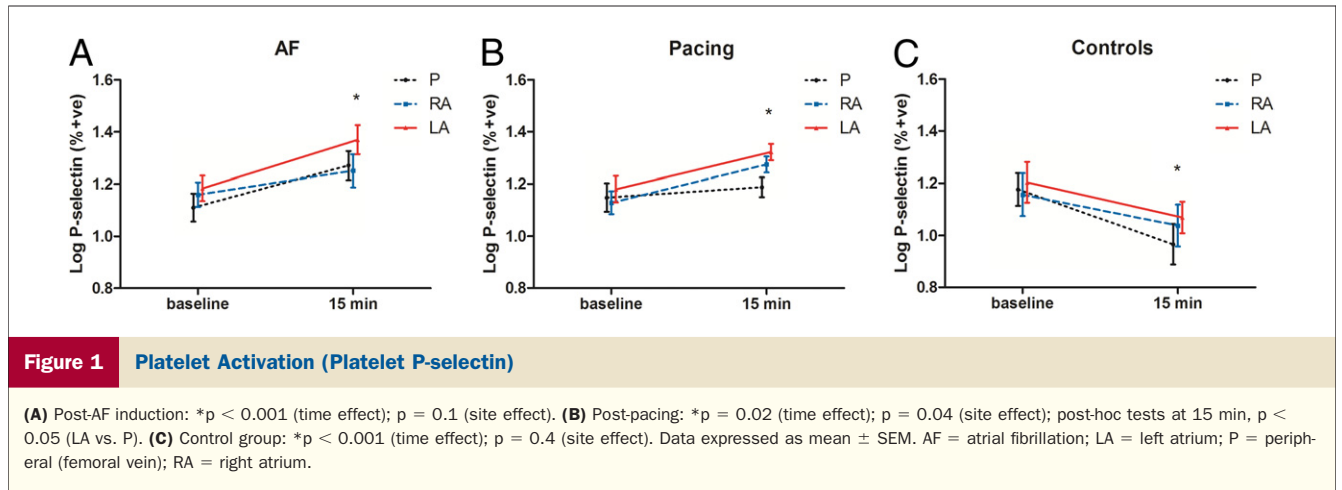 A
AF
Log P-selectin (%+ve)
1.6
1.4
1.2
1.0
0.8
baseline
15 min
*
P
RA
LA
B
Pacing
Log P-selectin (%+ve)
1.6
1.4
1.2
1.0
0.8
baseline
15 min
*
P
RA
LA
C
Controls
Log P-selectin (%+ve)
1.6
1.4
1.2
1.0
0.8
baseline
15 min
*
P
RA
LA
Figure 1 Platelet Activation (Platelet P-selectin)
(A) Post-AF induction: *p < 0.001 (time effect); p = 0.1 (site effect). (B) Post-pacing: *p = 0.02 (time effect); p = 0.04 (site effect); post-hoc tests at 15 min, p <
0.05 (LA vs. P). (C) Control group: *p < 0.001 (time effect); p = 0.4 (site effect). Data expressed as mean ± SEM. AF = atrial fibrillation; LA = left atrium; P = periph-
eral (femoral vein); RA = right atrium.